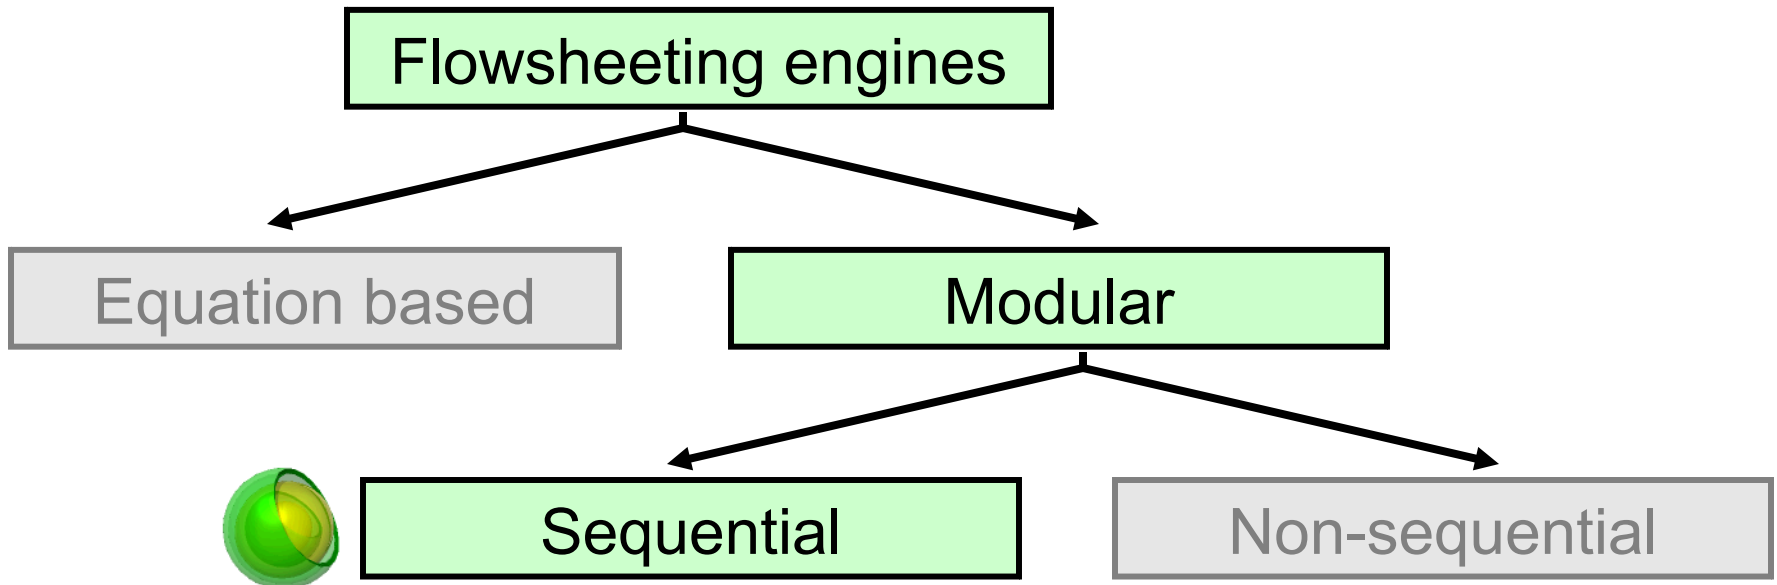 Flowsheeting engines
Equation based
Modular
Sequential
Non-sequential